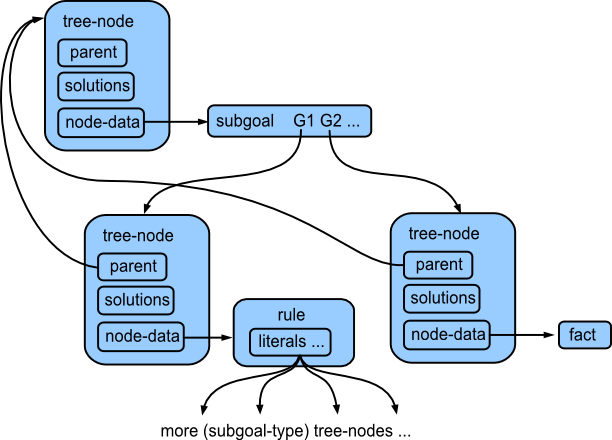 tree-node
parent
solutions
node-data
subgoal G1 G2 ...
tree-node
parent
solutions
node-data
rule
literals ...
tree-node
parent
solutions
node-data
fact
more (subgoal-type) tree-nodes ...